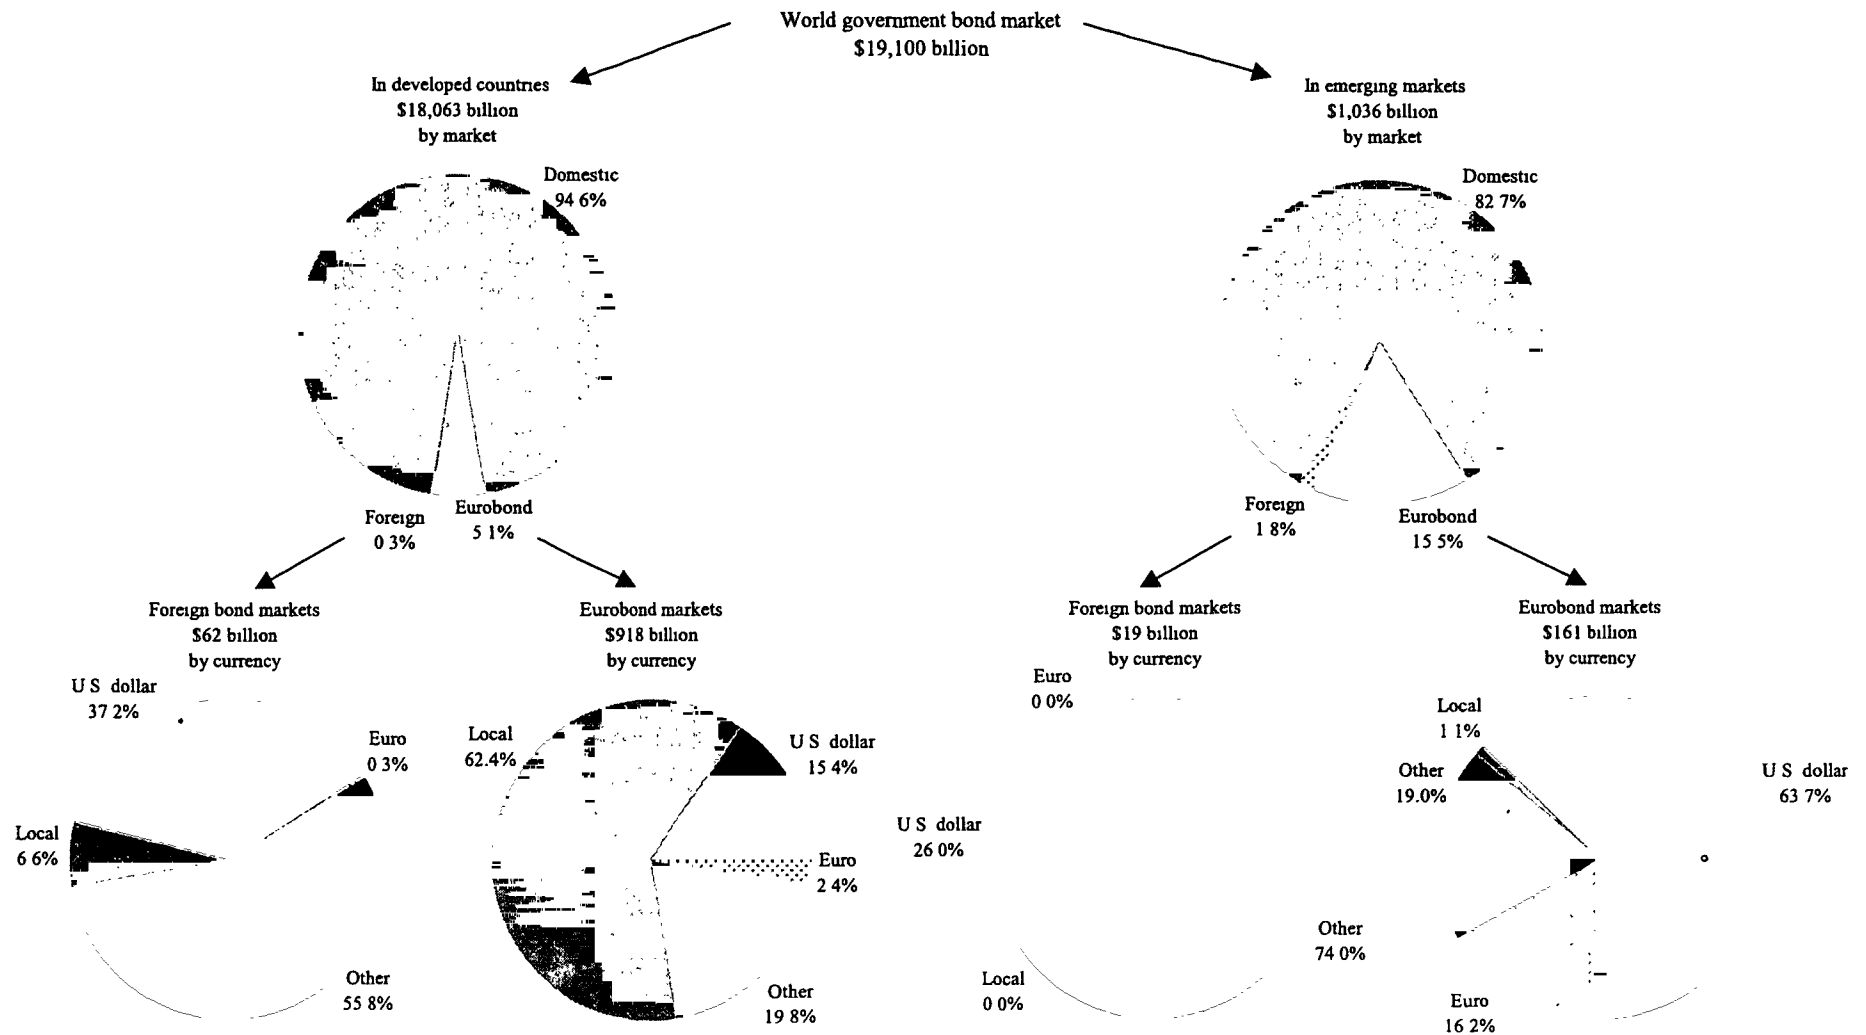 World government bond market
$19,100 billion
In developed countries
$18,063 billion
by market
Domestic
94 6%
Foreign
0 3%
Eurobond
5 1%
In emerging markets
$1,036 billion
by market
Domestic
82 7%
Foreign
1 8%
Eurobond
15 5%
Foreign bond markets
$62 billion
by currency
U S dollar
37 2%
Euro
0 3%
Local
6 6%
Other
55 8%
Eurobond markets
$918 billion
by currency
Local
62.4%
U S dollar
15 4%
Euro
2 4%
Other
19 8%
Foreign bond markets
$19 billion
by currency
Euro
0 0%
U S dollar
26 0%
Other
74 0%
Local
0 0%
Eurobond markets
$161 billion
by currency
Local
1 1%
Other
19.0%
U S dollar
63 7%
Euro
16 2%